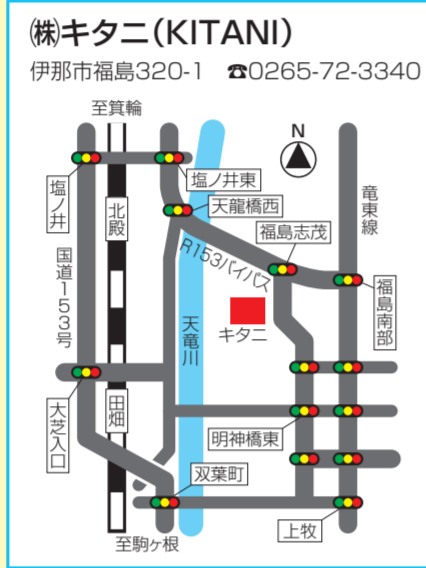 ㈱キタニ(KITANI)
伊那市福島320-1　☎0265-72-3340
至箕輪
N
塩ノ井
塩ノ井東
北殿
天龍橋西
竜東線
福島志茂
R153バイパス
国道153号
福島南部
天竜川
キタニ
大芝入口
田畑
明神橋東
双葉町
上牧
至駒ヶ根